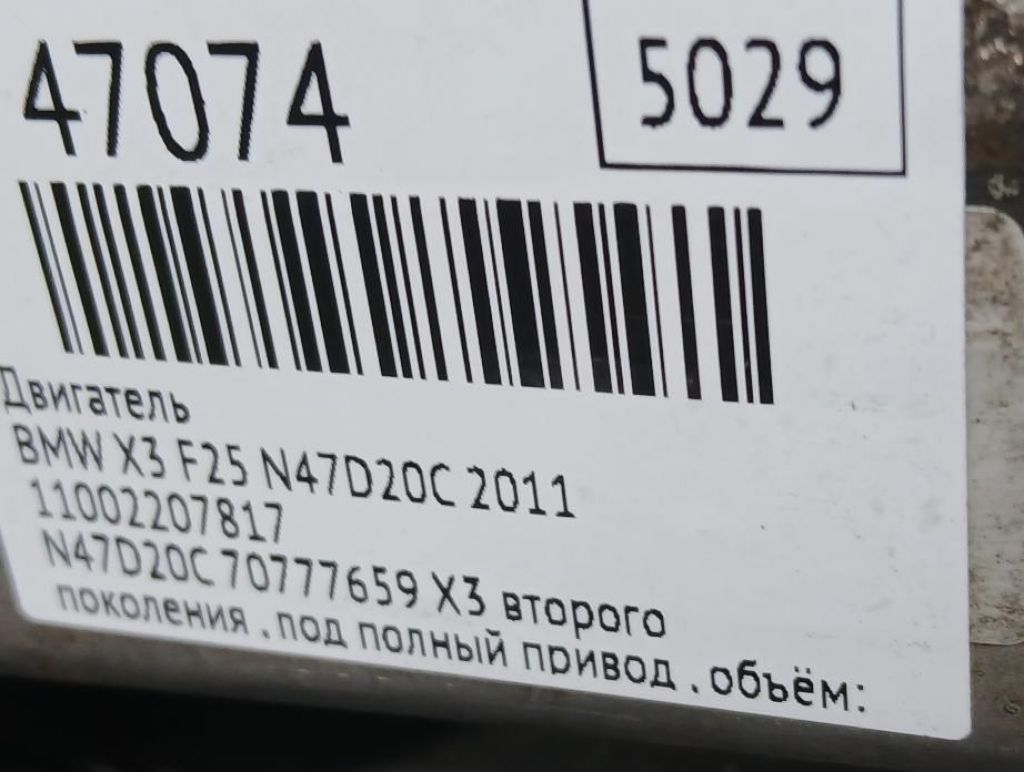 47074
5029
Двигатель
BMW X3 F25 N47D20C 2011
11002207817
N47D20C 70777659 X3 второго
поколения . под полный привод . объём: